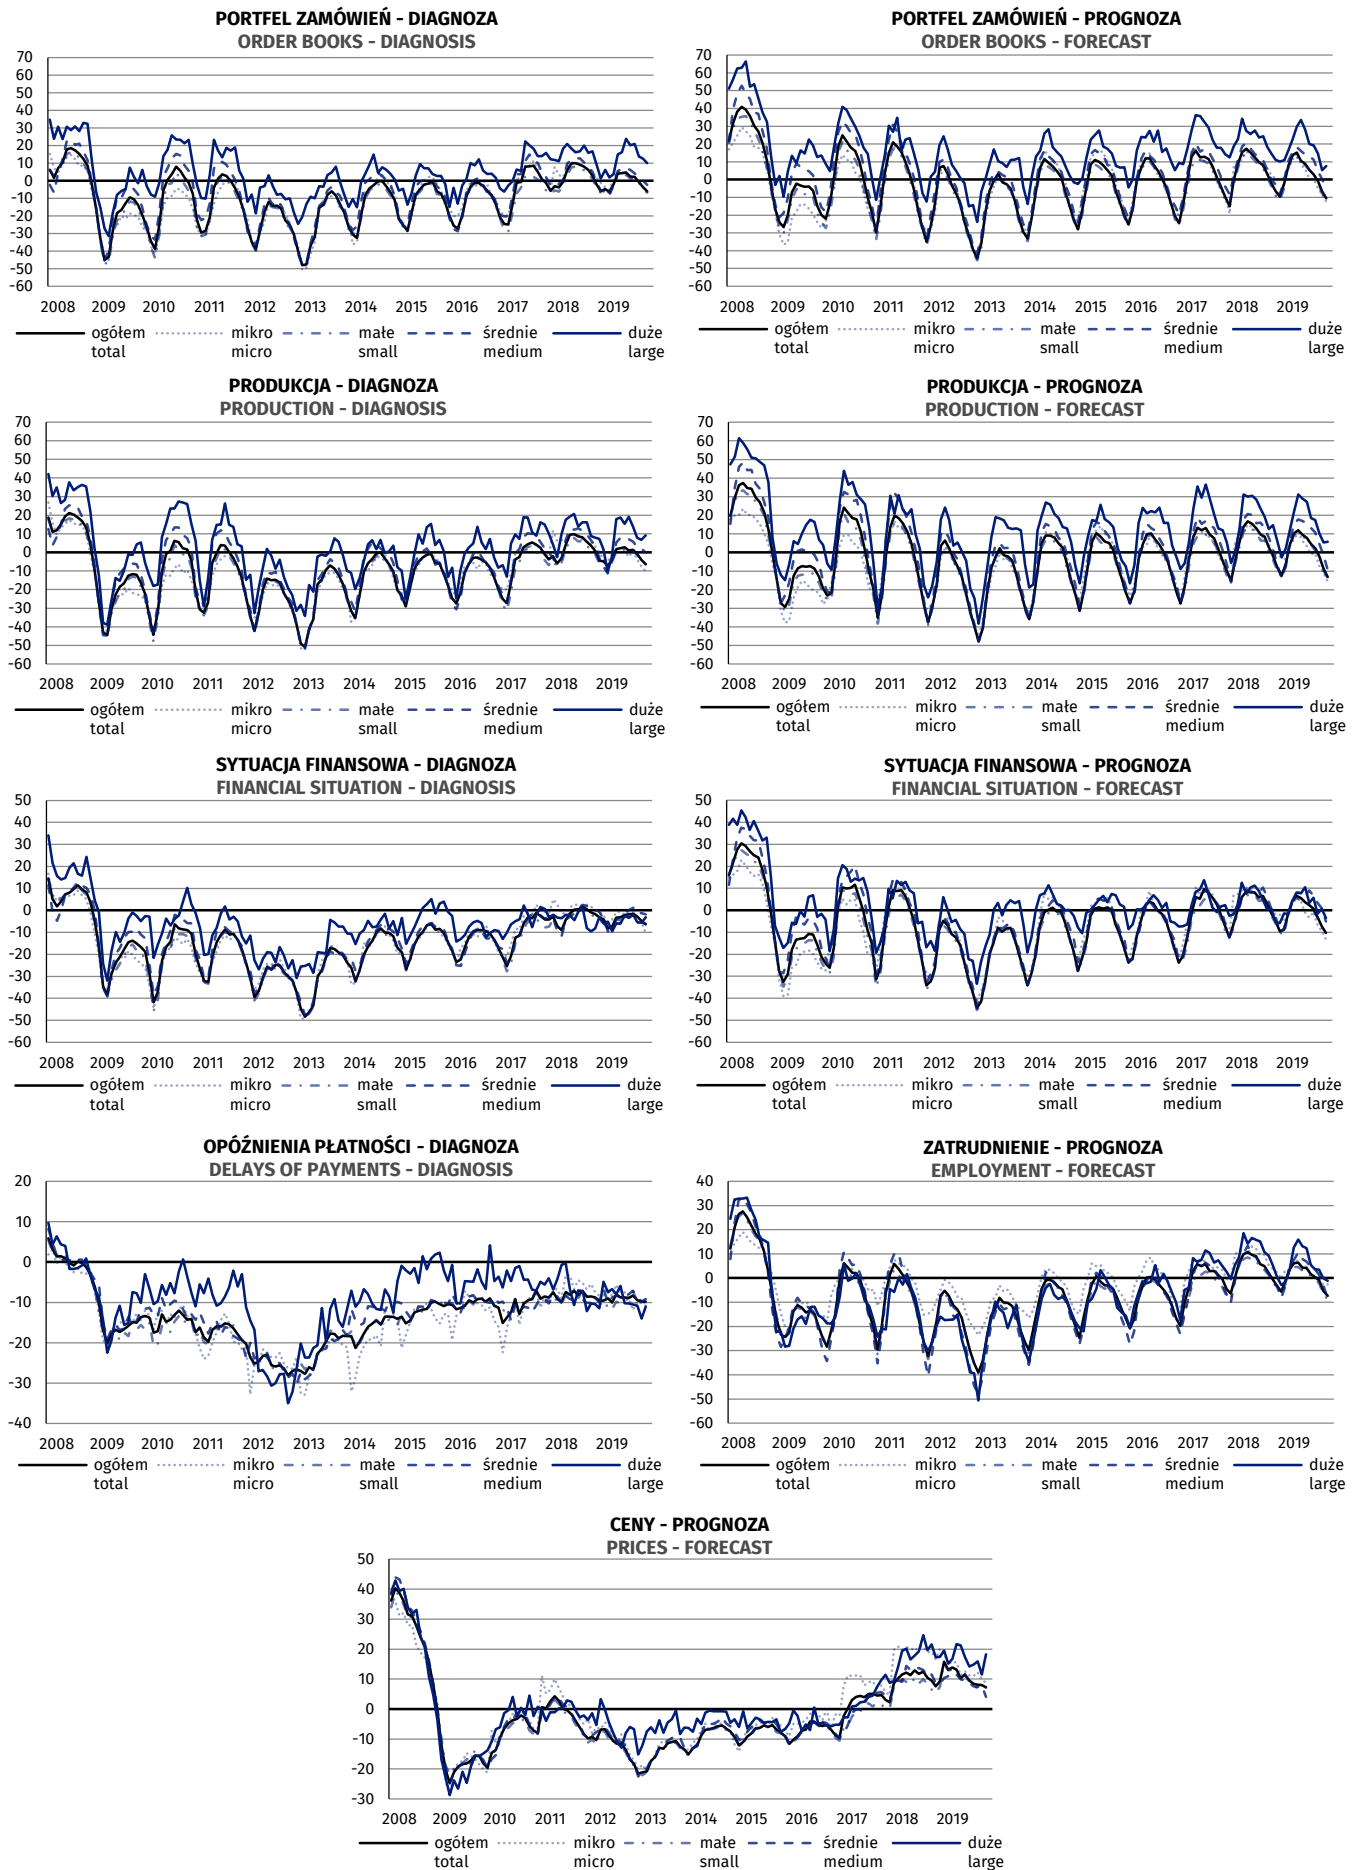 PORTFEL ZAMÓWIEŃ - DIAGNOZA
ORDER BOOKS - DIAGNOSIS
70
60
50
40
30
20
10
0
-10
-20
-30
-40
-50
-60
2008 2009 2010 2011 2012 2013 2014 2015 2016 2017 2018 2019
ogółem mikro małe średnie duże
total micro small medium large
PORTFEL ZAMÓWIEŃ - PROGNOZA
ORDER BOOKS - FORECAST
70
60
50
40
30
20
10
0
-10
-20
-30
-40
-50
-60
2008 2009 2010 2011 2012 2013 2014 2015 2016 2017 2018 2019
ogółem mikro małe średnie duże
total micro small medium large
PRODUKCJA - DIAGNOZA
PRODUCTION - DIAGNOSIS
70
60
50
40
30
20
10
0
-10
-20
-30
-40
-50
-60
2008 2009 2010 2011 2012 2013 2014 2015 2016 2017 2018 2019
ogółem mikro małe średnie duże
total micro small medium large
PRODUKCJA - PROGNOZA
PRODUCTION - FORECAST
70
60
50
40
30
20
10
0
-10
-20
-30
-40
-50
-60
2008 2009 2010 2011 2012 2013 2014 2015 2016 2017 2018 2019
ogółem mikro małe średnie duże
total micro small medium large
SYTUACJA FINANSOWA - DIAGNOZA
FINANCIAL SITUATION - DIAGNOSIS
50
40
30
20
10
0
-10
-20
-30
-40
-50
-60
2008 2009 2010 2011 2012 2013 2014 2015 2016 2017 2018 2019
ogółem mikro małe średnie duże
total micro small medium large
SYTUACJA FINANSOWA - PROGNOZA
FINANCIAL SITUATION - FORECAST
50
40
30
20
10
0
-10
-20
-30
-40
-50
-60
2008 2009 2010 2011 2012 2013 2014 2015 2016 2017 2018 2019
ogółem mikro małe średnie duże
total micro small medium large
OPÓŹNIENIA PŁATNOŚCI - DIAGNOZA
DELAYS OF PAYMENTS - DIAGNOSIS
20
10
0
-10
-20
-30
-40
2008 2009 2010 2011 2012 2013 2014 2015 2016 2017 2018 2019
ogółem mikro małe średnie duże
total micro small medium large
ZATRUDNIENIE - PROGNOZA
EMPLOYMENT - FORECAST
40
30
20
10
0
-10
-20
-30
-40
-50
-60
2008 2009 2010 2011 2012 2013 2014 2015 2016 2017 2018 2019
ogółem mikro małe średnie duże
total micro small medium large
CENY - PROGNOZA
PRICES - FORECAST
50
40
30
20
10
0
-10
-20
-30
2008 2009 2010 2011 2012 2013 2014 2015 2016 2017 2018 2019
ogółem mikro małe średnie duże
total micro small medium large